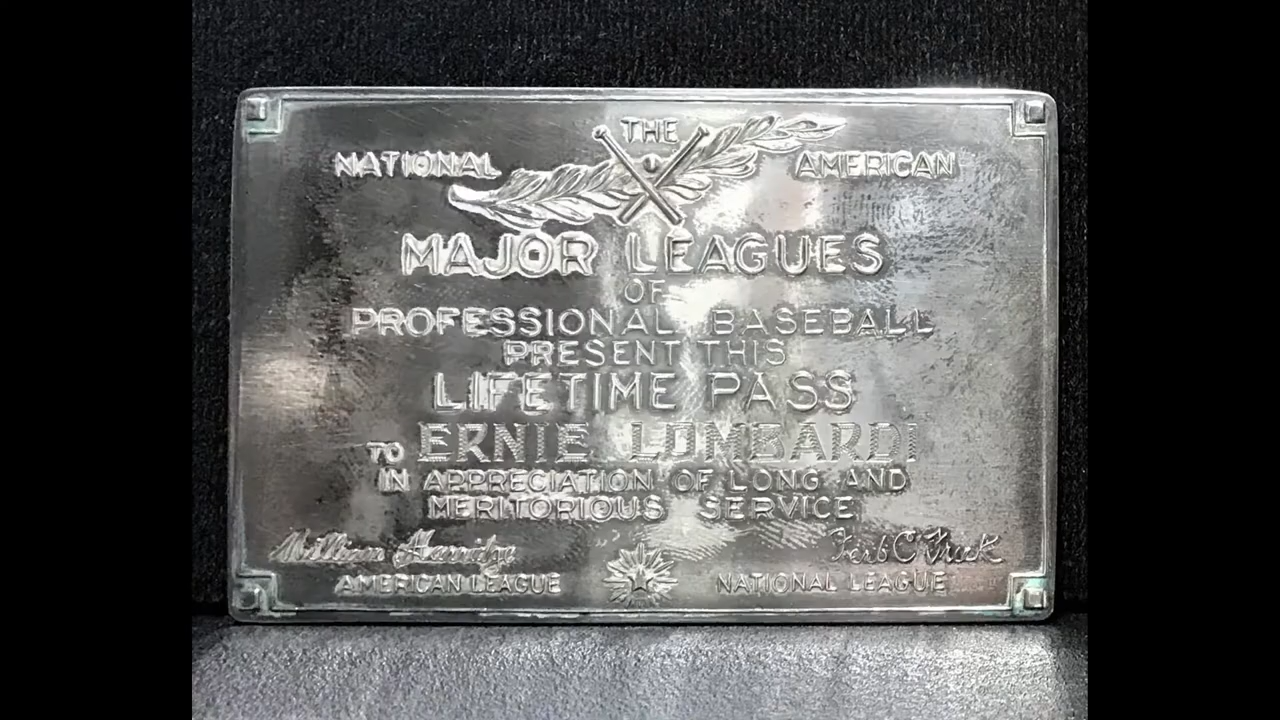 THE
NATIONAL AMERICAN
MAJOR LEAGUES
OF
PROFESSIONAL BASEBALL
PRESENT THIS
LIFETIME PASS
TO ERNIE LOMBARDI
IN APPRECIATION OF LONG AND
MERITORIOUS SERVICE
William Harridge Ford C Frick
AMERICAN LEAGUE NATIONAL LEAGUE